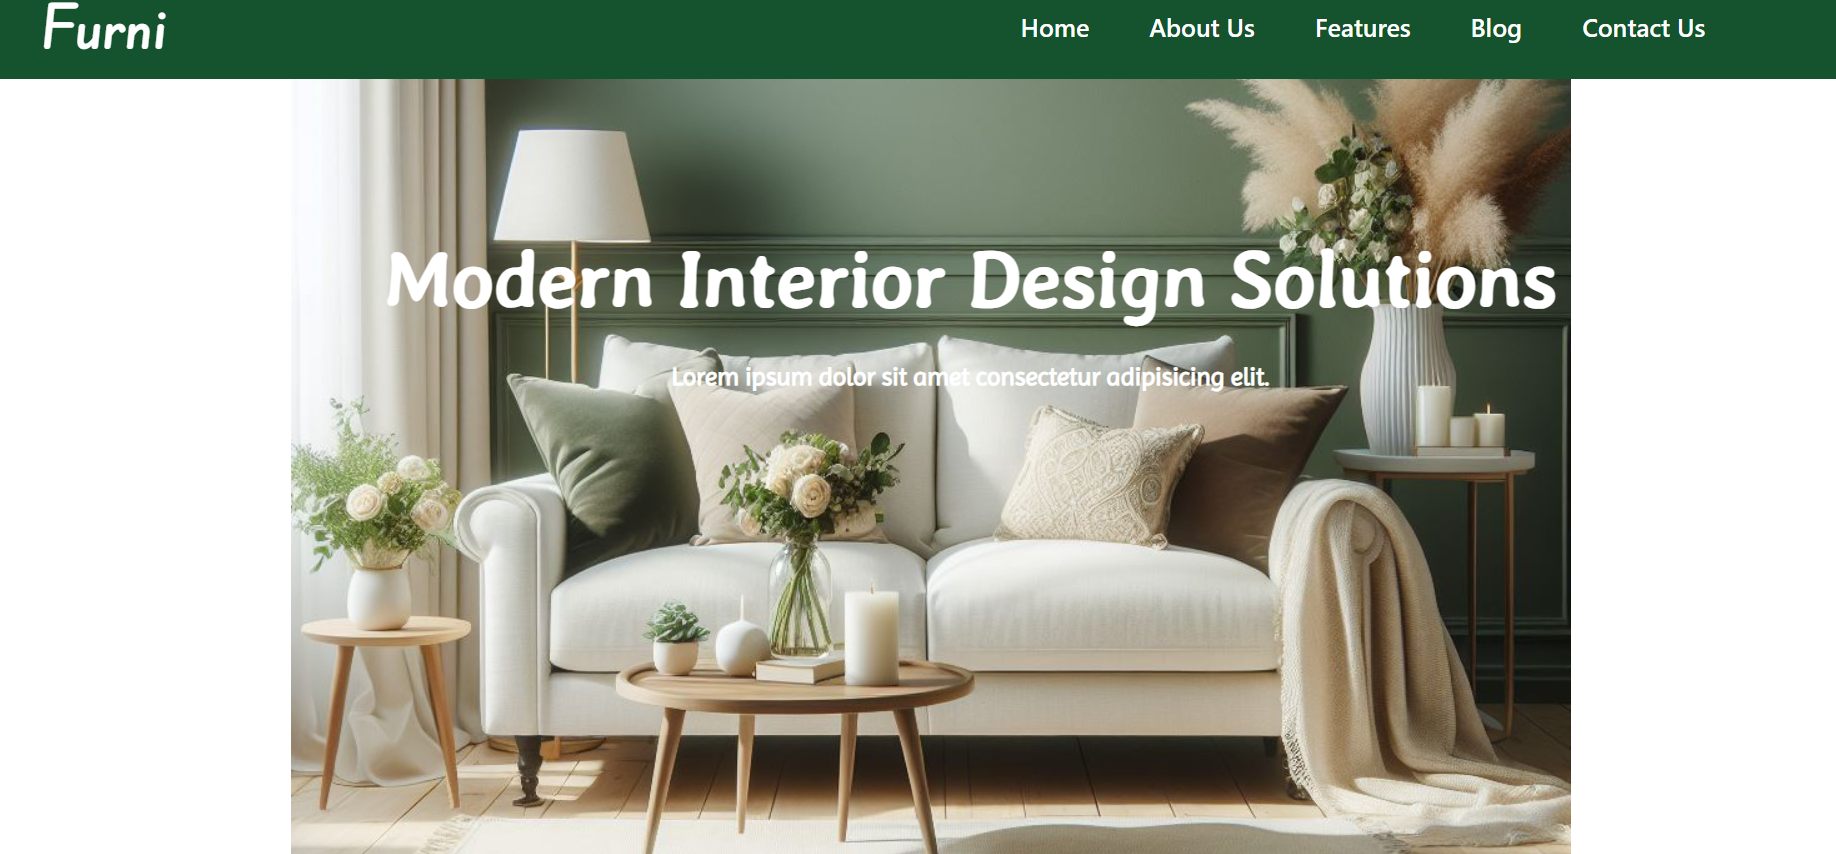 Furni
Home About Us Features Blog Contact Us
Modern Interior Design Solutions
Lorem ipsum dolor sit amet consectetur adipisicing elit.